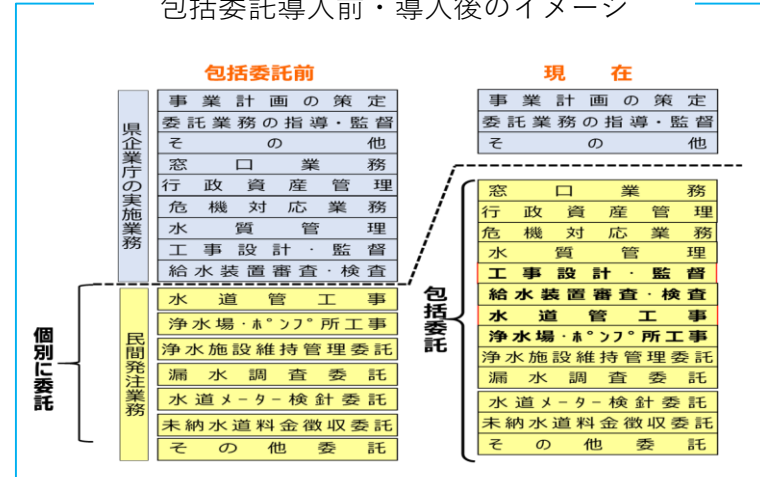 包括委託導入前・導入後のイメージ
包括委託前
県企業庁の実施業務
事業計画の策定
委託業務の指導・監督
その他
窓口業務
行政資産管理
危機対応業務
水質管理
工事設計・監督
給水装置審査・検査
個別に委託
民間発注業務
水道管工事
浄水場・ポンプ所工事
浄水施設維持管理委託
漏水調査委託
水道メーター検針委託
未納水道料金徴収委託
その他委託
現在
事業計画の策定
委託業務の指導・監督
その他
包括委託
窓口業務
行政資産管理
危機対応業務
水質管理
工事設計・監督
給水装置審査・検査
水道管工事
浄水場・ポンプ所工事
浄水施設維持管理委託
漏水調査委託
水道メーター検針委託
未納水道料金徴収委託
その他委託